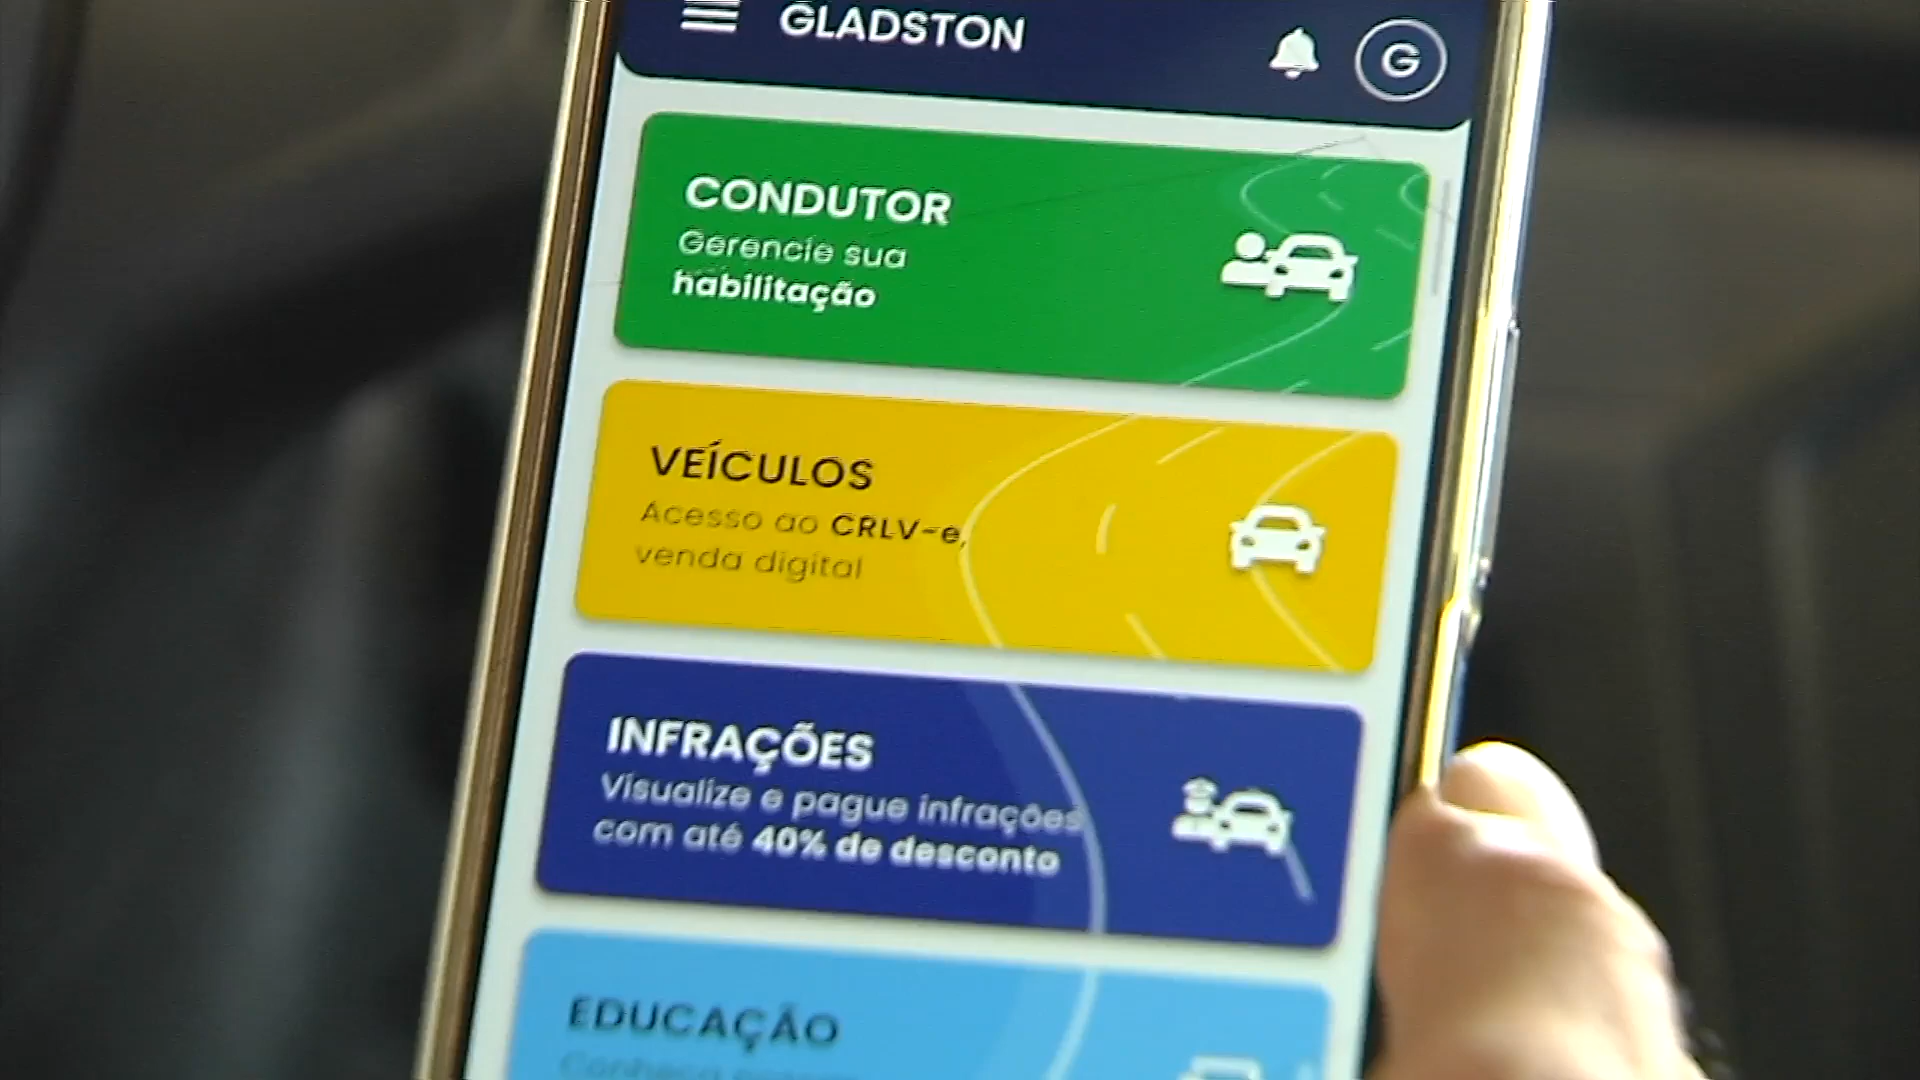 GLADSTON
G
CONDUTOR
Gerencie sua
habilitação
VEÍCULOS
Acesso ao CRLV-e,
venda digital
INFRAÇÕES
Visualize e pague infrações
com até 40% de desconto
EDUCAÇÃO
Conheça